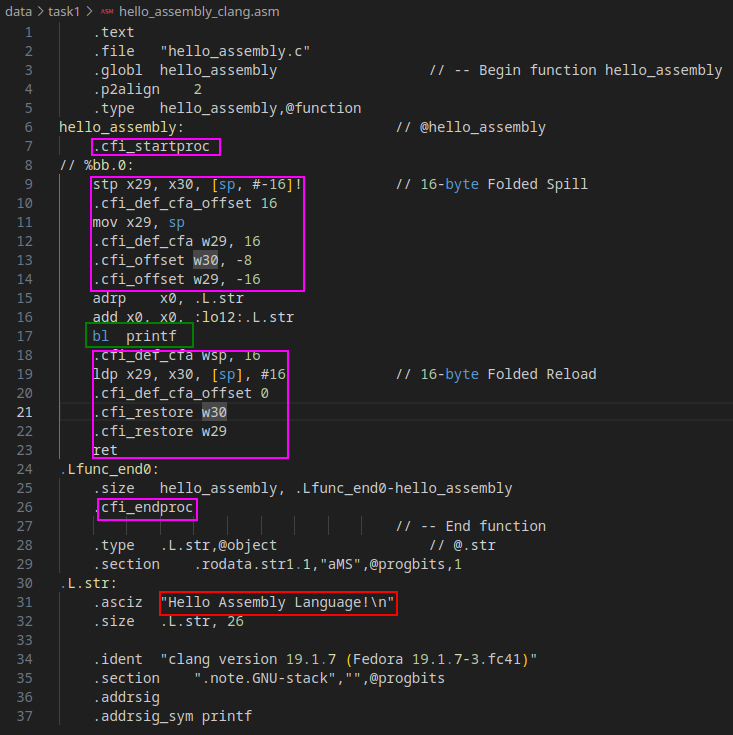 data > task1 > ASM hello_assembly_clang.asm
1 .text
2 .file "hello_assembly.c"
3 .globl hello_assembly // -- Begin function hello_assembly
4 .p2align 2
5 .type hello_assembly,@function
6 hello_assembly: // @hello_assembly
7 .cfi_startproc
8 // %bb.0:
9 stp x29, x30, [sp, #-16]! // 16-byte Folded Spill
10 .cfi_def_cfa_offset 16
11 mov x29, sp
12 .cfi_def_cfa w29, 16
13 .cfi_offset w30, -8
14 .cfi_offset w29, -16
15 adrp x0, .L.str
16 add x0, x0, :lo12:.L.str
17 bl printf
18 .cfi_def_cfa wsp, 16
19 ldp x29, x30, [sp], #16 // 16-byte Folded Reload
20 .cfi_def_cfa_offset 0
21 .cfi_restore w30
22 .cfi_restore w29
23 ret
24 .Lfunc_end0:
25 .size hello_assembly, .Lfunc_end0-hello_assembly
26 .cfi_endproc
27 // -- End function
28 .type .L.str,@object // @.str
29 .section .rodata.str1.1,"aMS",@progbits,1
30 .L.str:
31 .asciz "Hello Assembly Language!\n"
32 .size .L.str, 26
33
34 .ident "clang version 19.1.7 (Fedora 19.1.7-3.fc41)"
35 .section ".note.GNU-stack","",@progbits
36 .addrsig
37 .addrsig_sym printf